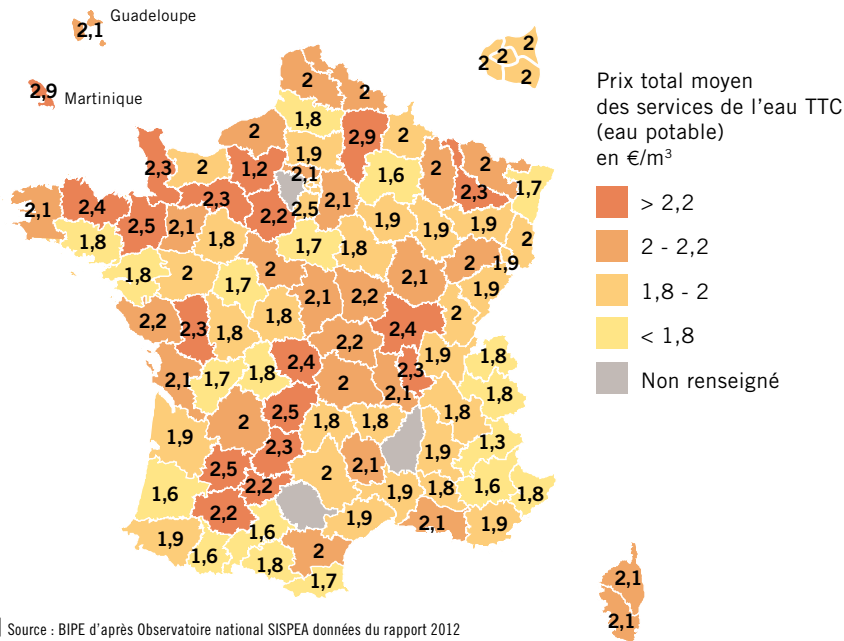 Guadeloupe
2,1
2,9 Martinique
2
2 2
2
Prix total moyen
des services de l'eau TTC
(eau potable)
en €/m³
> 2,2
2 - 2,2
1,8 - 2
< 1,8
Non renseigné
2
2
1,8
2 2,9 2
2,3 2 1,2 1,9 2,1 1,6 2 2 2,3 1,7
2,1 2,4 2,5 2,1 2,3 2,2 2,5 2,1
1,8 1,8 1,7 1,8 1,9 1,9 1,9 2
1,8 2 1,7 2 2,1 2,2 2,1 2 1,9 1,9
2,2 2,3 1,8 1,8 2,2 2,4 2
2,1 1,7 1,8 2,4 2 2,3 2,1 1,9 1,8
1,8
1,9 2 2,5 1,8 1,8 1,8 1,3
2,3 1,9
2,5 2,2 2 2,1 1,9 1,8 1,6 1,8
1,6 2,2
1,9 1,6 1,6 1,9 2,1 1,9
1,8 2
1,7
2,1
2,1
Source : BIPE d'après Observatoire national SISPEA données du rapport 2012